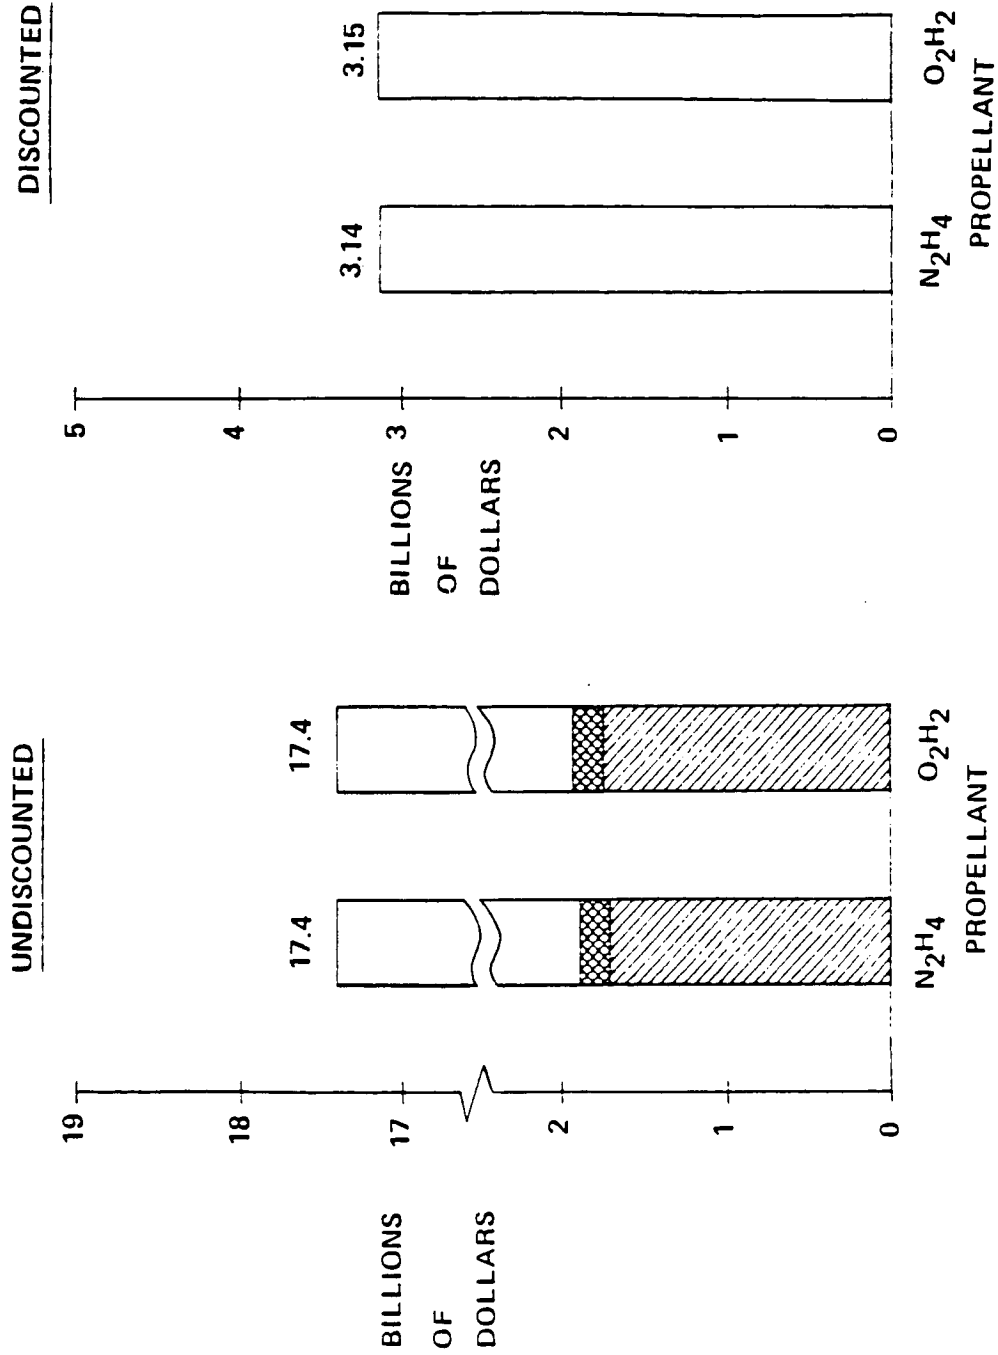 UNDISCOUNTED
19
18
17
2
1
0
BILLIONS
OF
DOLLARS
17.4
17.4
N2H4
O2H2
PROPELLANT
DISCOUNTED
5
4
3
2
1
0
BILLIONS
OF
DOLLARS
3.14
3.15
N2H4
O2H2
PROPELLANT